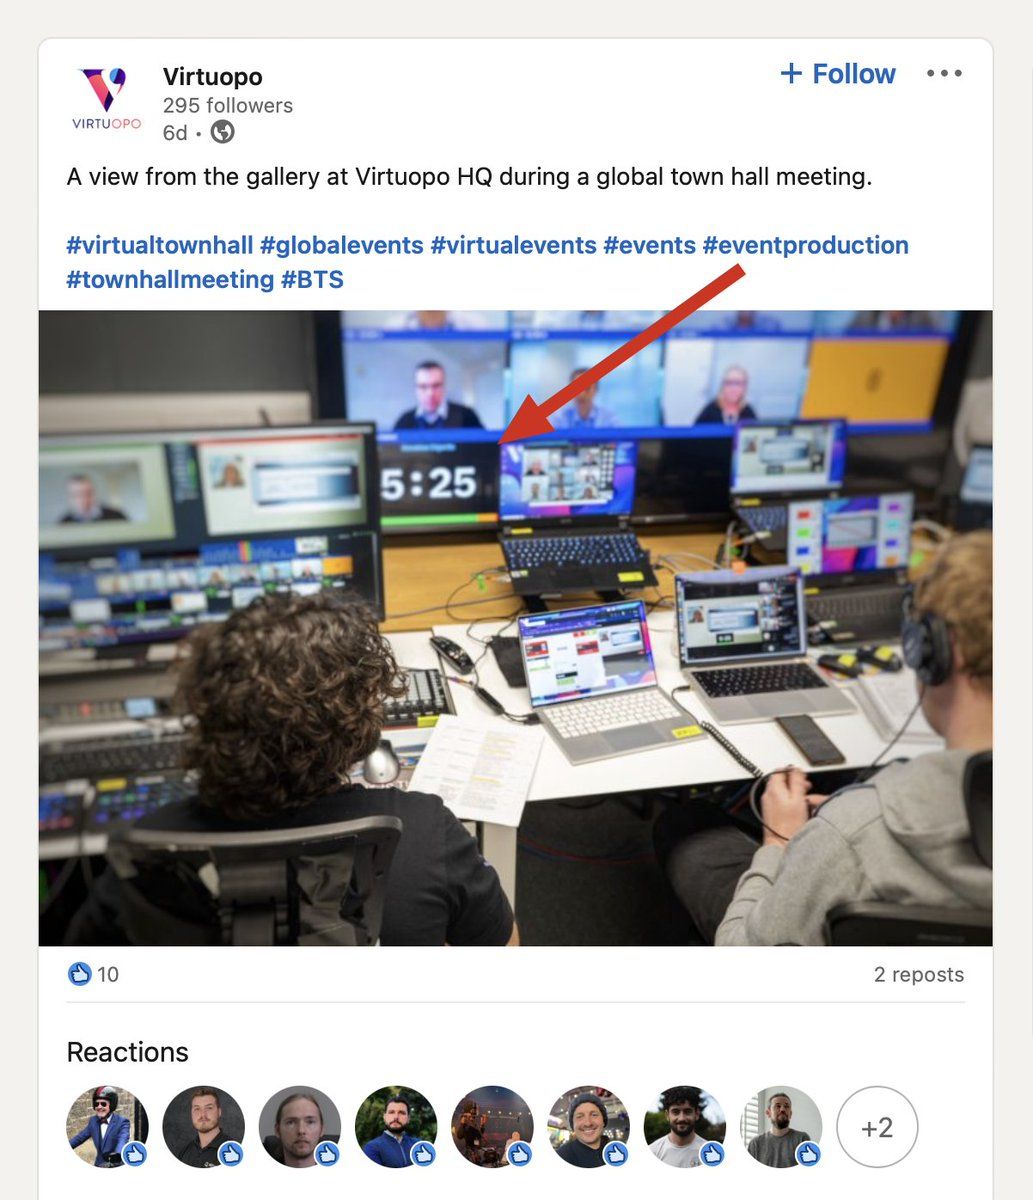 Virtuopo
+ Follow
295 followers
6d •
VIRTUOPO
A view from the gallery at Virtuopo HQ during a global town hall meeting.
#virtualtownhall #globalevents #virtualevents #events #eventproduction
#townhallmeeting #BTS
5:25
10
2 reposts
Reactions
+2